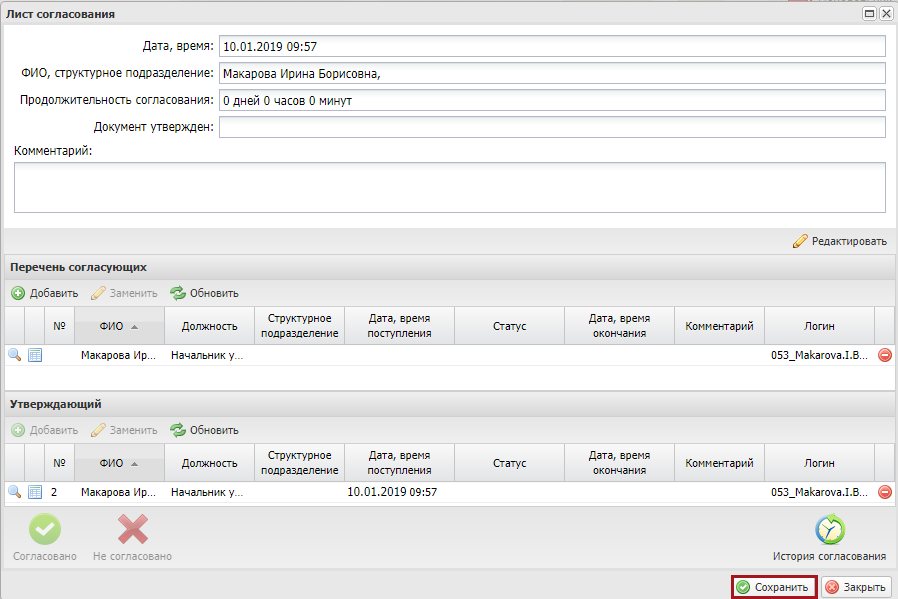 Лист согласования
Дата, время: 10.01.2019 09:57
ФИО, структурное подразделение: Макарова Ирина Борисовна,
Продолжительность согласования: 0 дней 0 часов 0 минут
Документ утвержден:
Комментарий:
Редактировать
Перечень согласующих
Добавить Заменить Обновить
№ ФИО Должность Структурное подразделение Дата, время поступления Статус Дата, время окончания Комментарий Логин
Макарова Ир... Начальник у... 053_Makarova.I.B...
Утверждающий
Добавить Заменить Обновить
№ ФИО Должность Структурное подразделение Дата, время поступления Статус Дата, время окончания Комментарий Логин
2 Макарова Ир... Начальник у... 10.01.2019 09:57 053_Makarova.I.B...
Согласовано Не согласовано История согласования
Сохранить Закрыть